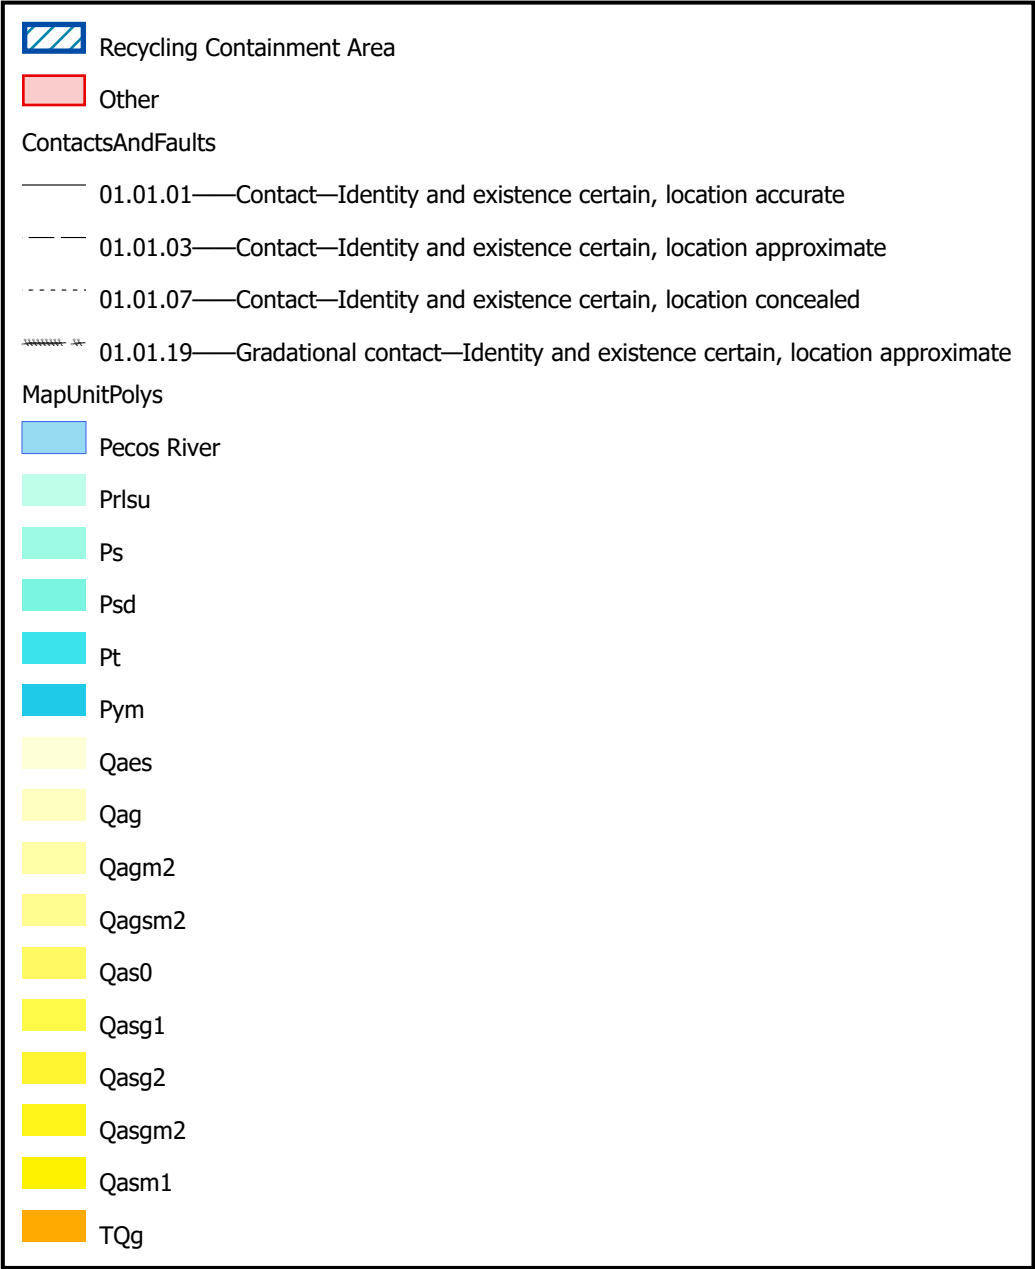 Recycling Containment Area
Other
ContactsAndFaults
01.01.01——Contact—Identity and existence certain, location accurate
01.01.03——Contact—Identity and existence certain, location approximate
01.01.07——Contact—Identity and existence certain, location concealed
01.01.19——Gradational contact—Identity and existence certain, location approximate
MapUnitPolys
Pecos River
Prlsu
Ps
Psd
Pt
Pym
Qaes
Qag
Qagm2
Qagsm2
Qas0
Qasg1
Qasg2
Qasgm2
Qasm1
TQg